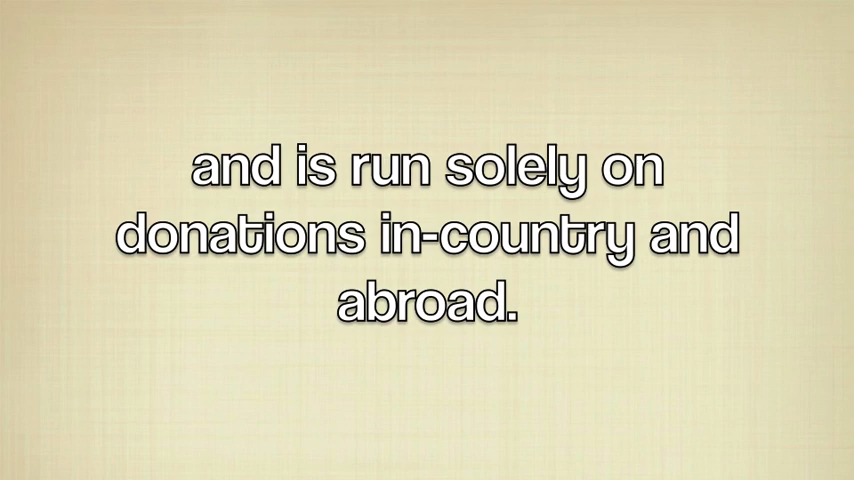 and is run solely on
donations in-country and
abroad.